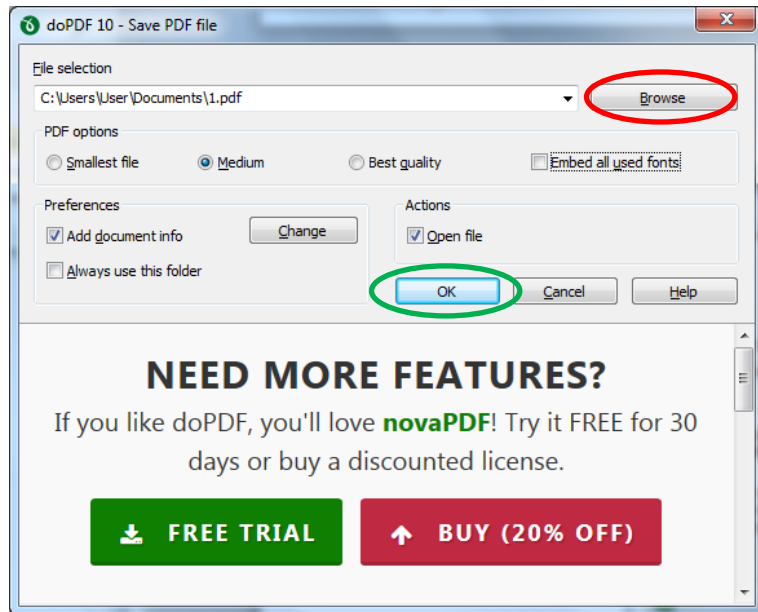 doPDF 10 - Save PDF file
File selection
C:\Users\User\Documents\1.pdf
Browse
PDF options
Smallest file
Medium
Best quality
Embed all used fonts
Preferences
Add document info
Change
Always use this folder
Actions
Open file
OK
Cancel
Help
NEED MORE FEATURES?
If you like doPDF, you'll love novaPDF! Try it FREE for 30
days or buy a discounted license.
FREE TRIAL
BUY (20% OFF)